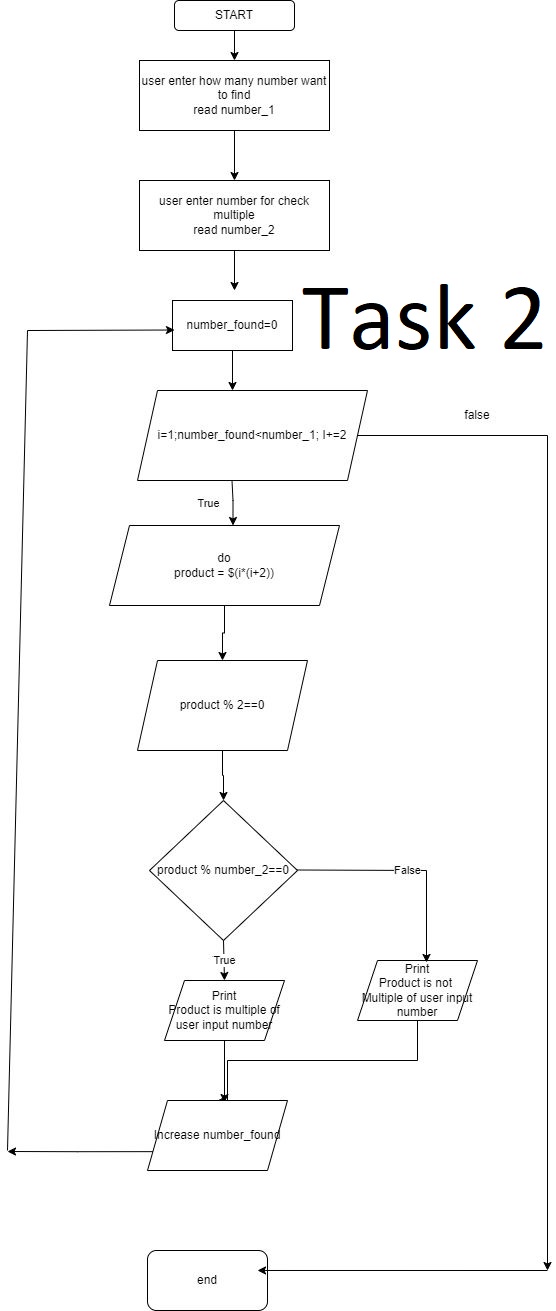 START
user enter how many number want
to find
read number_1
user enter number for check
multiple
read number_2
number_found=0
Task 2
i=1;number_found<number_1; I+=2
false
True
do
product = $(i*(i+2))
product % 2==0
product % number_2==0
False
True
Print
Product is multiple of
user input number
Print
Product is not
Multiple of user input
number
Increase number_found
end